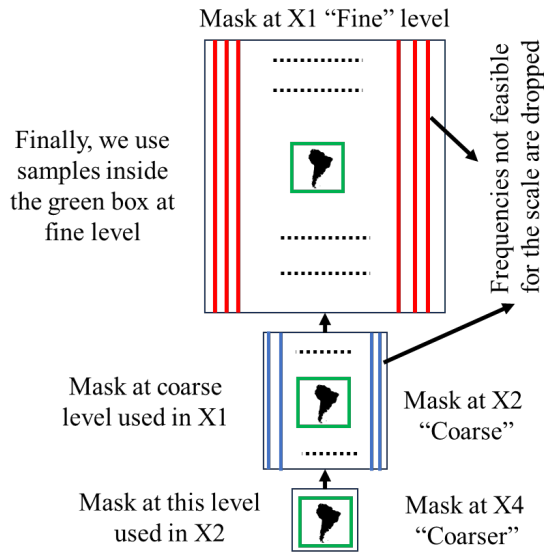 Mask at X1 “Fine” level
Finally, we use
samples inside
the green box at
fine level
Frequencies not feasible
for the scale are dropped
Mask at coarse
level used in X1
Mask at X2
“Coarse”
Mask at this level
used in X2
Mask at X4
“Coarser”